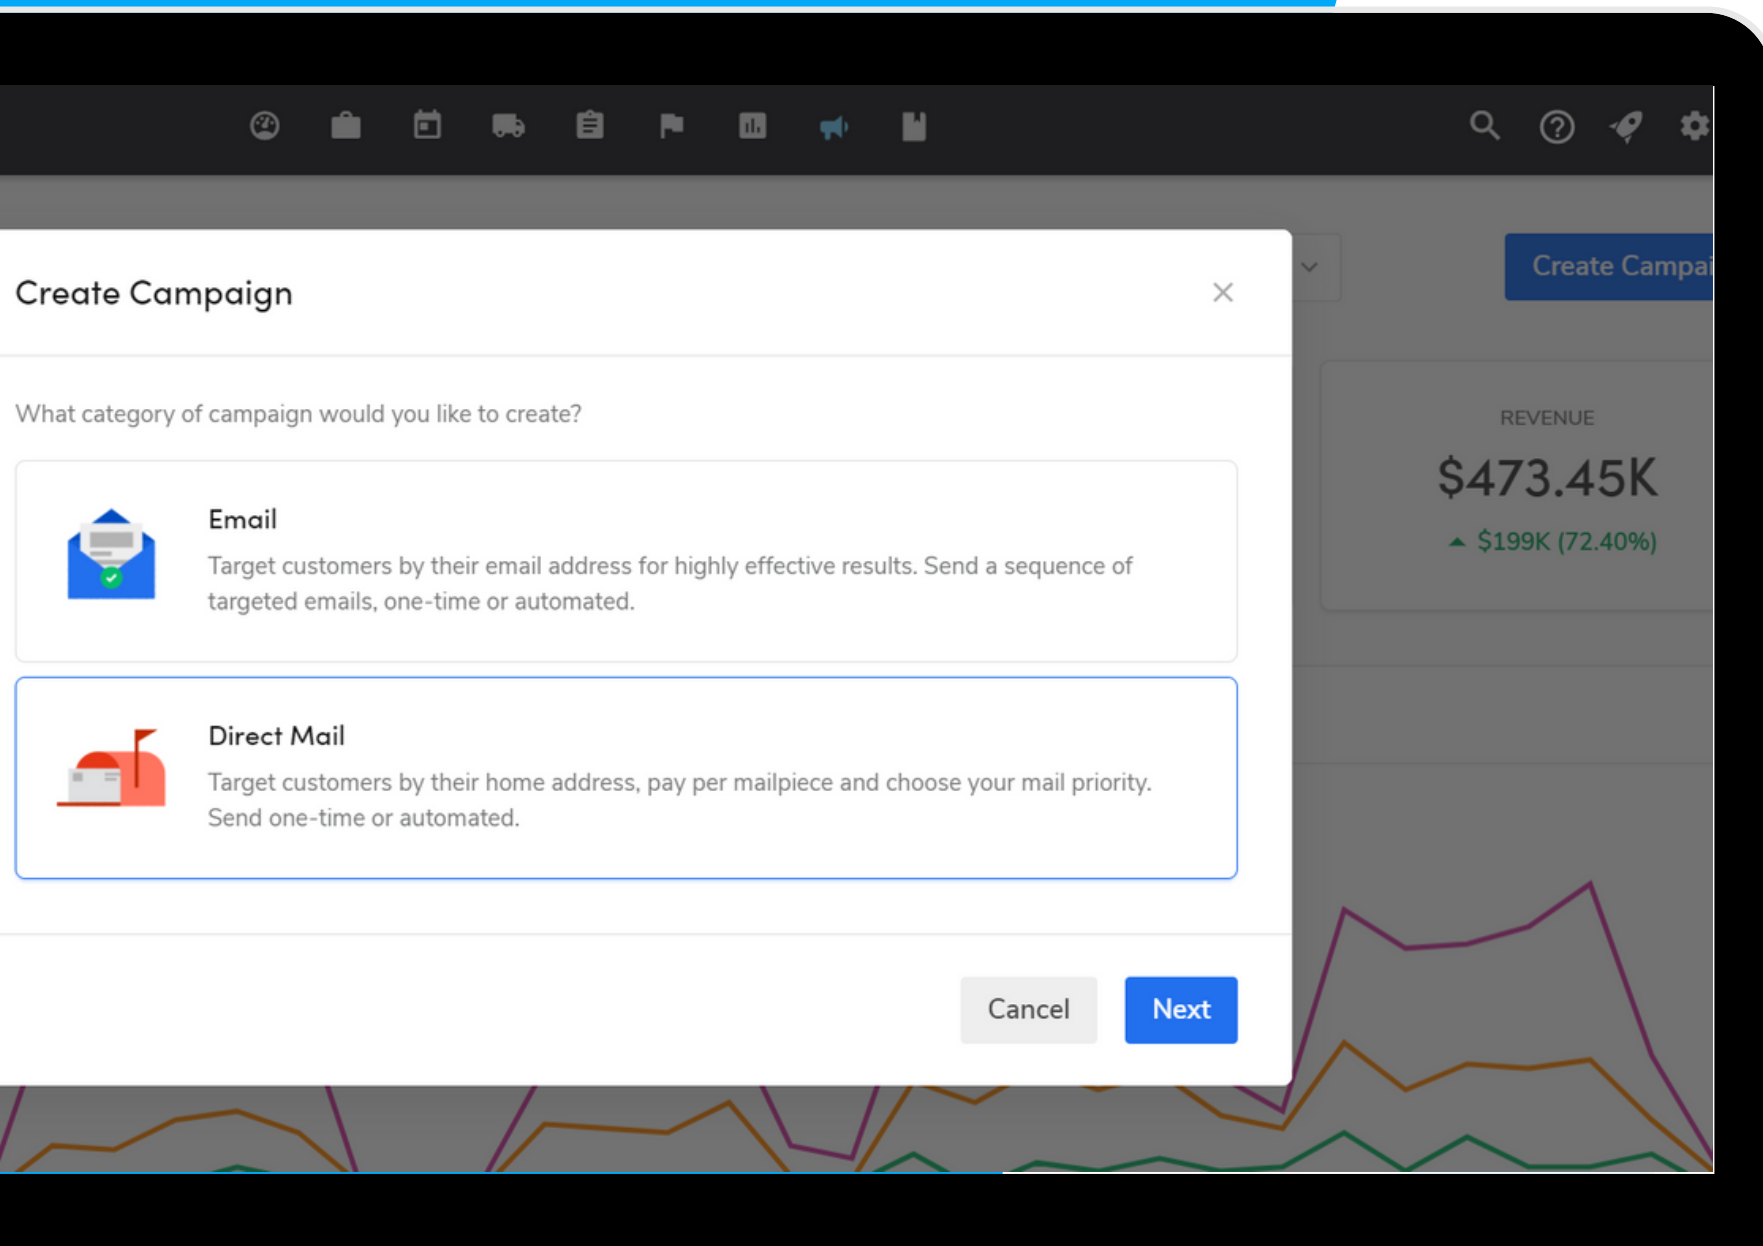 Create Campai
Create Campaign
What category of campaign would you like to create?
Email
Target customers by their email address for highly effective results. Send a sequence of
targeted emails, one-time or automated.
Direct Mail
Target customers by their home address, pay per mailpiece and choose your mail priority.
Send one-time or automated.
Cancel
Next
REVENUE
$473.45K
$199K (72.40%)